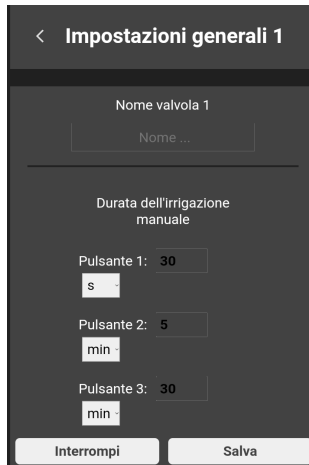 Impostazioni generali 1
Nome valvola 1
Nome ...
Durata dell'irrigazione
manuale
Pulsante 1: 30
s
Pulsante 2: 5
min
Pulsante 3: 30
min
Interrompi Salva